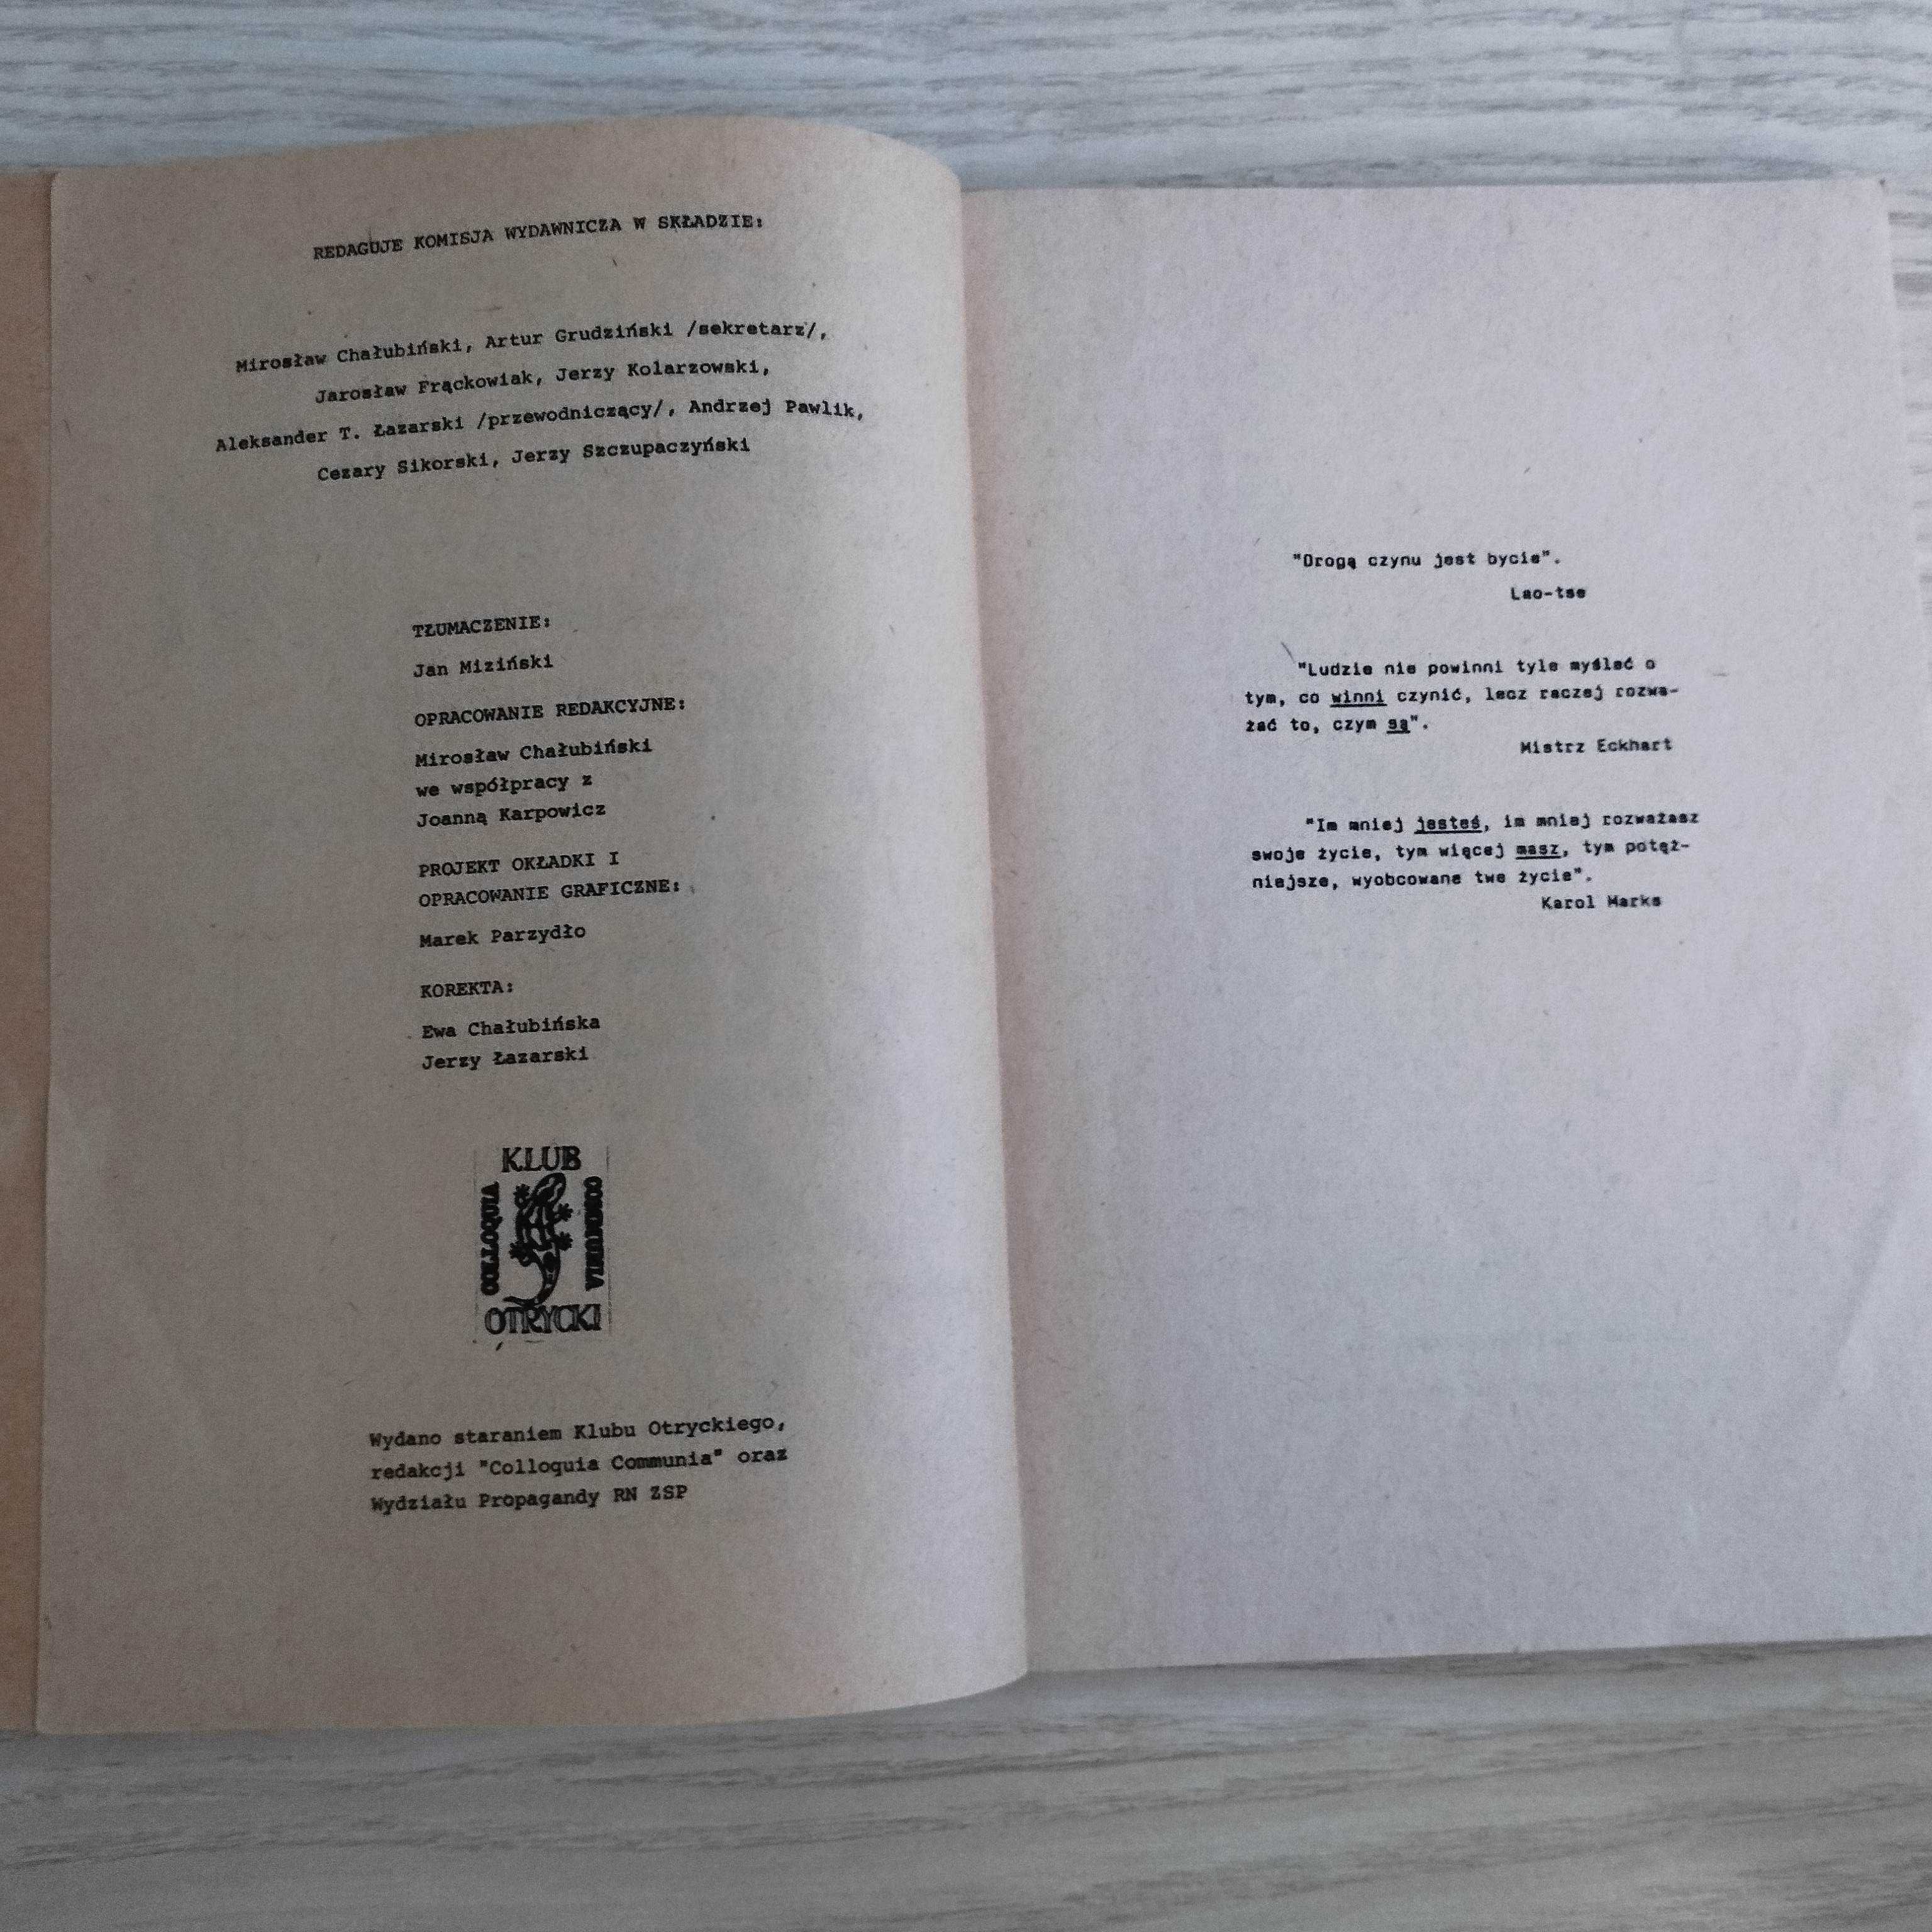 REDAGUJE KOMISJA WYDAWNICZA W SKŁADZIE:
Mirosław Chałubiński, Artur Grudziński /sekretarz/,
Jarosław Frąckowiak, Jerzy Kolarzowski,
Aleksander T. Łazarski /przewodniczący/, Andrzej Pawlik,
Cezary Sikorski, Jerzy Szczupaczyński
TŁUMACZENIE:
Jan Miziński
OPRACOWANIE REDAKCYJNE:
Mirosław Chałubiński
we współpracy z
Joanną Karpowicz
PROJEKT OKŁADKI I
OPRACOWANIE GRAFICZNE:
Marek Parzydło
KOREKTA:
Ewa Chałubińska
Jerzy Łazarski
KLUB
COLLOQUIA
COMMUNIA
OTRYCKI
Wydano staraniem Klubu Otryckiego,
redakcji "Colloquia Communia" oraz
Wydziału Propagandy RN ZSP
"Drogą czynu jest bycie".
Lao-tse
"Ludzie nie powinni tyle myśleć o
tym, co winni czynić, lecz raczej rozwa-
żać to, czym są".
Mistrz Eckhart
"Im mniej jesteś, im mniej rozważasz
swoje życie, tym więcej masz, tym potęż-
niejsze, wyobcowane twe życie".
Karol Marks